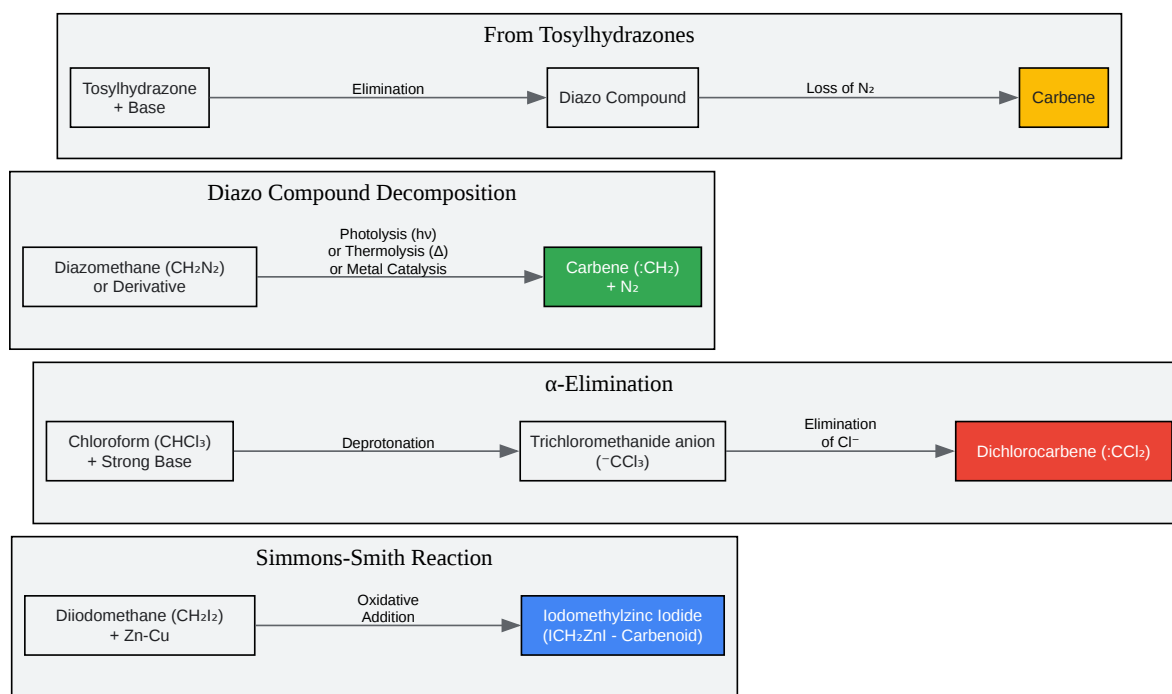 From Tosylhydrazones
Tosylhydrazone
+ Base
Elimination
Diazo Compound
Loss of N₂
Carbene
Diazo Compound Decomposition
Diazomethane (CH₂N₂)
or Derivative
Photolysis (hν)
or Thermolysis (Δ)
or Metal Catalysis
Carbene (:CH₂)
+ N₂
α-Elimination
Chloroform (CHCl₃)
+ Strong Base
Deprotonation
Trichloromethanide anion
(⁻CCl₃)
Elimination
of Cl⁻
Dichlorocarbene (:CCl₂)
Simmons-Smith Reaction
Diiodomethane (CH₂I₂)
+ Zn-Cu
Oxidative
Addition
Iodomethylzinc Iodide
(ICH₂ZnI - Carbenoid)